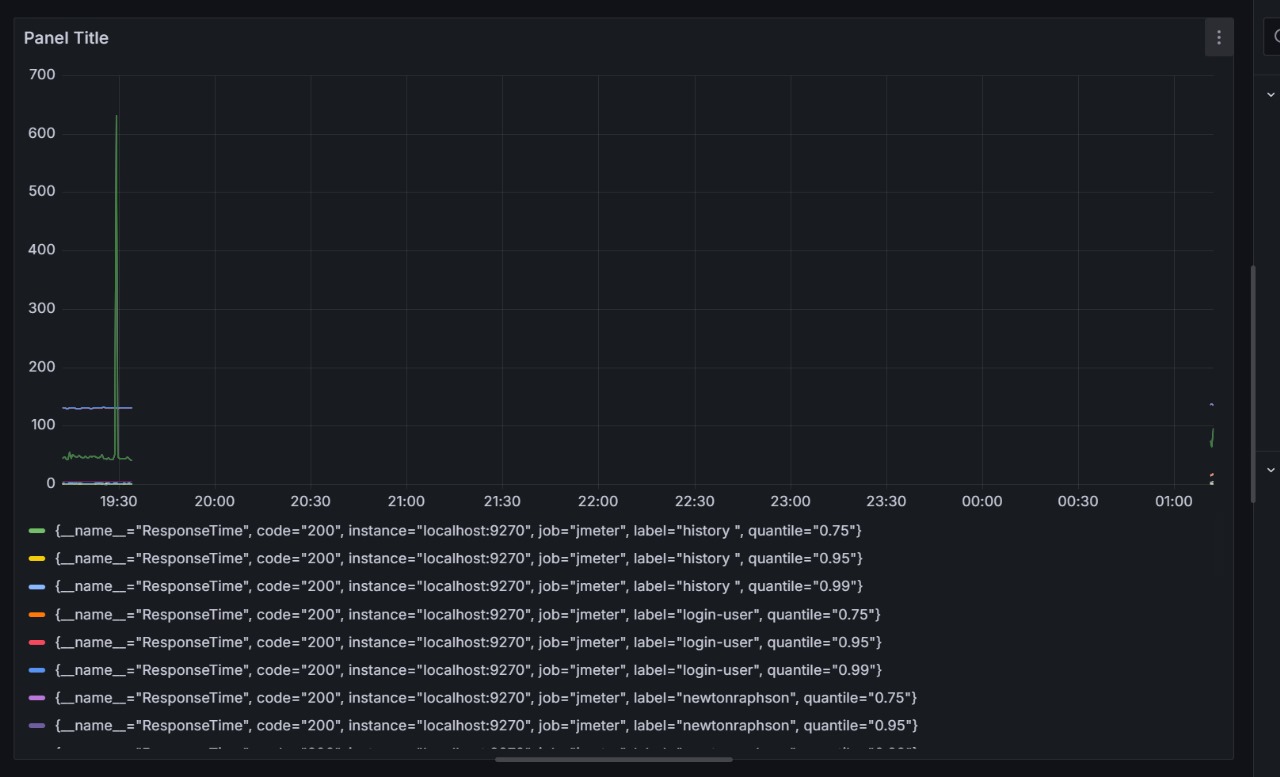 Panel Title
700
600
500
400
300
200
100
0
19:30 20:00 20:30 21:00 21:30 22:00 22:30 23:00 23:30 00:00 00:30 01:00
{__name__="ResponseTime", code="200", instance="localhost:9270", job="jmeter", label="history ", quantile="0.75"}
{__name__="ResponseTime", code="200", instance="localhost:9270", job="jmeter", label="history ", quantile="0.95"}
{__name__="ResponseTime", code="200", instance="localhost:9270", job="jmeter", label="history ", quantile="0.99"}
{__name__="ResponseTime", code="200", instance="localhost:9270", job="jmeter", label="login-user", quantile="0.75"}
{__name__="ResponseTime", code="200", instance="localhost:9270", job="jmeter", label="login-user", quantile="0.95"}
{__name__="ResponseTime", code="200", instance="localhost:9270", job="jmeter", label="login-user", quantile="0.99"}
{__name__="ResponseTime", code="200", instance="localhost:9270", job="jmeter", label="newtonraphson", quantile="0.75"}
{__name__="ResponseTime", code="200", instance="localhost:9270", job="jmeter", label="newtonraphson", quantile="0.95"}